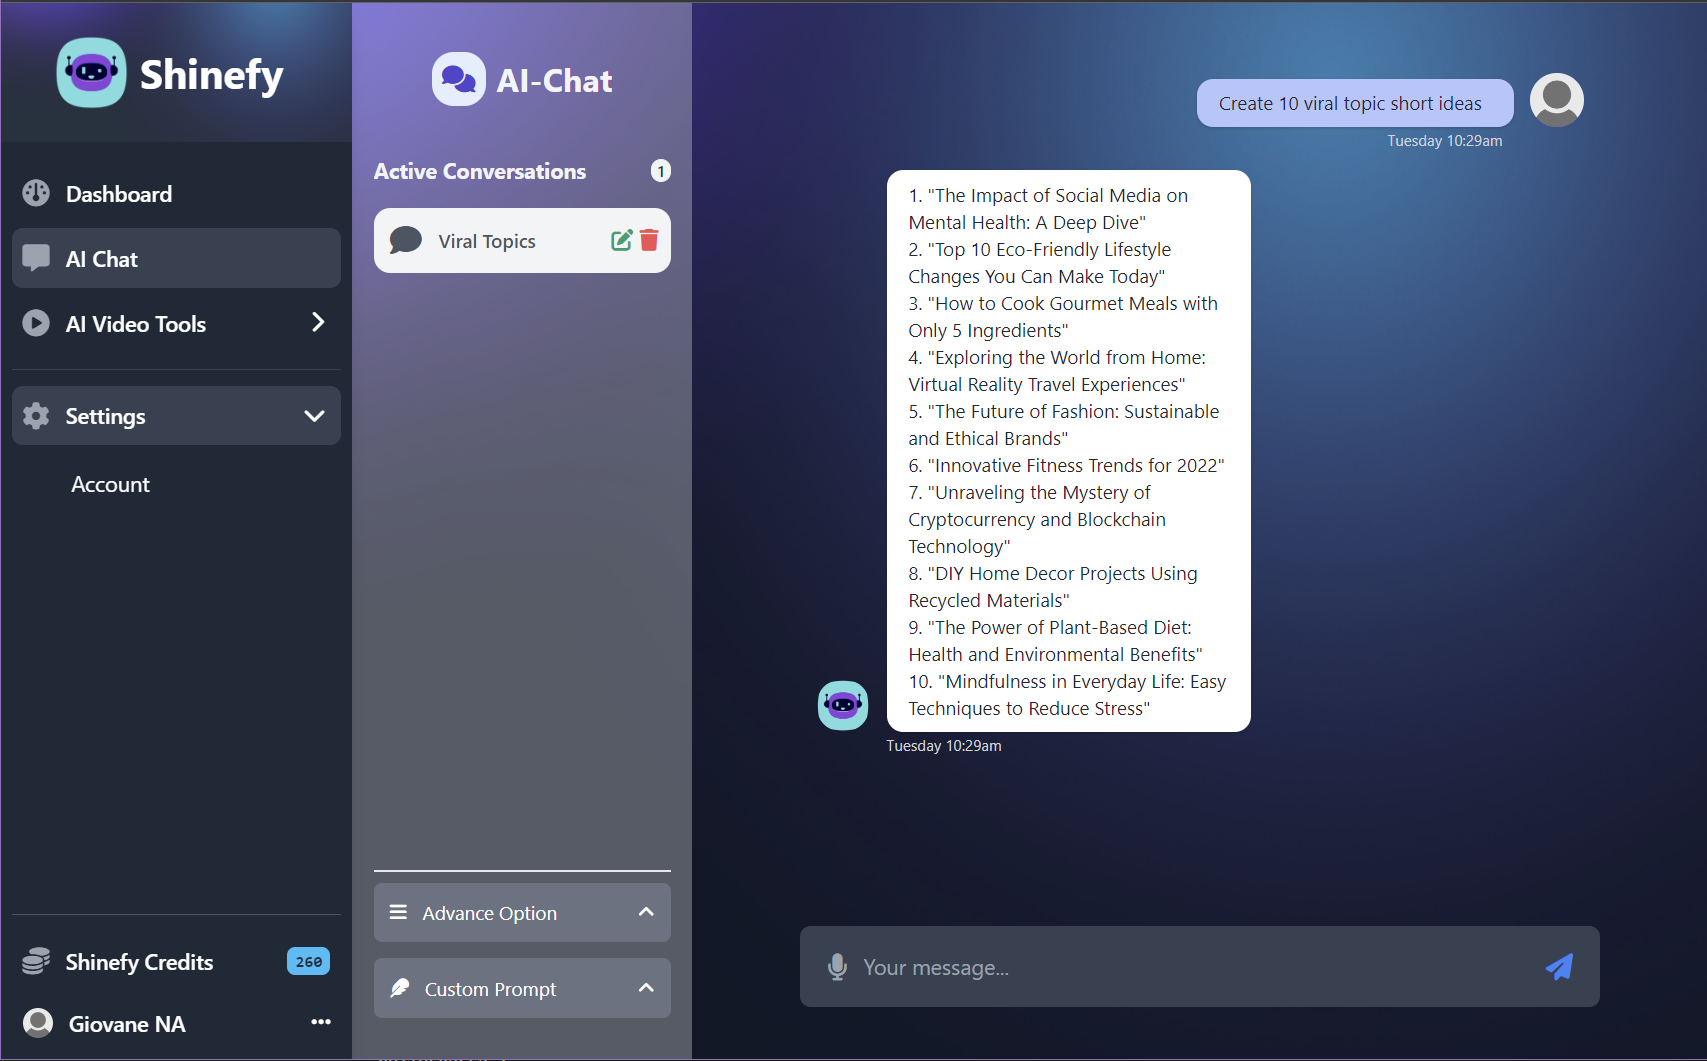 Shinefy
Dashboard
AI Chat
AI Video Tools
Settings
Account
Shinefy Credits
260
Giovane NA
AI-Chat
Active Conversations
1
Viral Topics
Advance Option
Custom Prompt
Create 10 viral topic short ideas
Tuesday 10:29am
1. "The Impact of Social Media on
Mental Health: A Deep Dive"
2. "Top 10 Eco-Friendly Lifestyle
Changes You Can Make Today"
3. "How to Cook Gourmet Meals with
Only 5 Ingredients"
4. "Exploring the World from Home:
Virtual Reality Travel Experiences"
5. "The Future of Fashion: Sustainable
and Ethical Brands"
6. "Innovative Fitness Trends for 2022"
7. "Unraveling the Mystery of
Cryptocurrency and Blockchain
Technology"
8. "DIY Home Decor Projects Using
Recycled Materials"
9. "The Power of Plant-Based Diet:
Health and Environmental Benefits"
10. "Mindfulness in Everyday Life: Easy
Techniques to Reduce Stress"
Tuesday 10:29am
Your message...